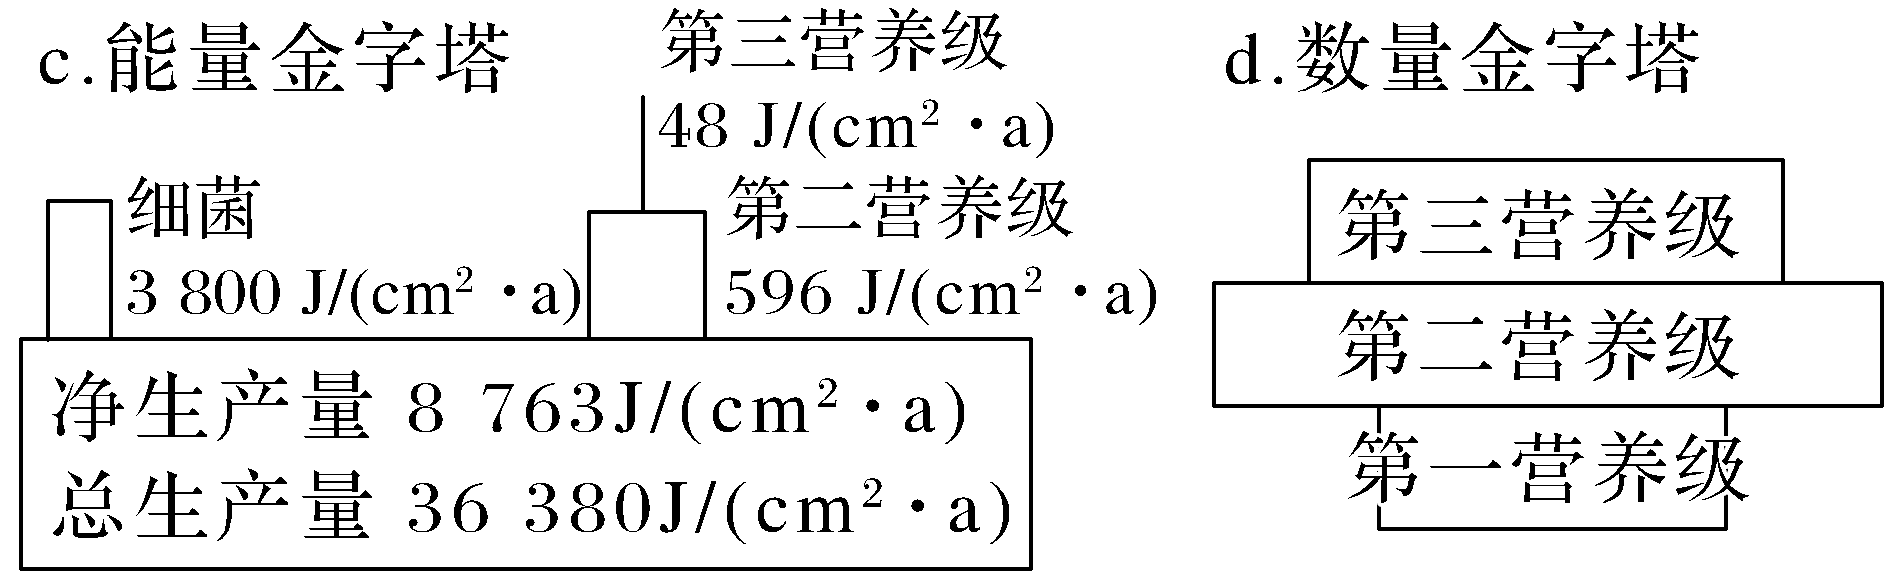 c.能量金字塔
第三营养级
48 J/(cm²·a)
细菌
3 800 J/(cm²·a)
第二营养级
596 J/(cm²·a)
净生产量 8 763J/(cm²·a)
总生产量 36 380J/(cm²·a)
d.数量金字塔
第三营养级
第二营养级
第一营养级